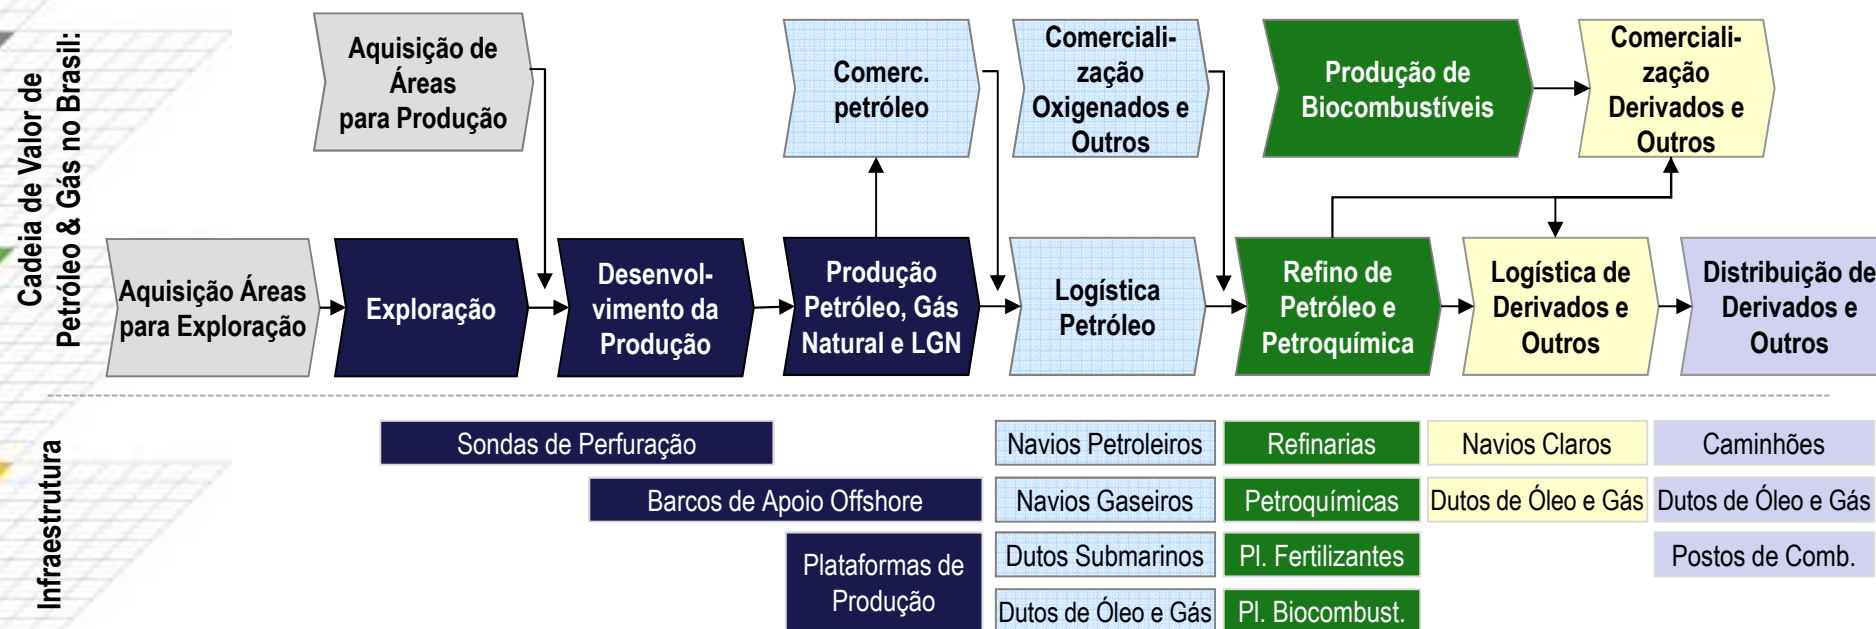 Cadeia de Valor de
Petróleo & Gás no Brasil:
Aquisição de
Áreas
para Produção
Comerc.
petróleo
Comerciali-
zação
Oxigenados e
Outros
Produção de
Biocombustíveis
Comerciali-
zação
Derivados e
Outros
Aquisição Áreas
para Exploração
Exploração
Desenvol-
vimento da
Produção
Produção
Petróleo, Gás
Natural e LGN
Logística
Petróleo
Refino de
Petróleo e
Petroquímica
Logística de
Derivados e
Outros
Distribuição de
Derivados e
Outros
Infraestrutura
Sondas de Perfuração
Navios Petroleiros
Refinarias
Navios Claros
Caminhões
Barcos de Apoio Offshore
Navios Gaseiros
Petroquímicas
Dutos de Óleo e Gás
Dutos de Óleo e Gás
Plataformas de
Produção
Dutos Submarinos
Pl. Fertilizantes
Postos de Comb.
Dutos de Óleo e Gás
Pl. Biocombust.